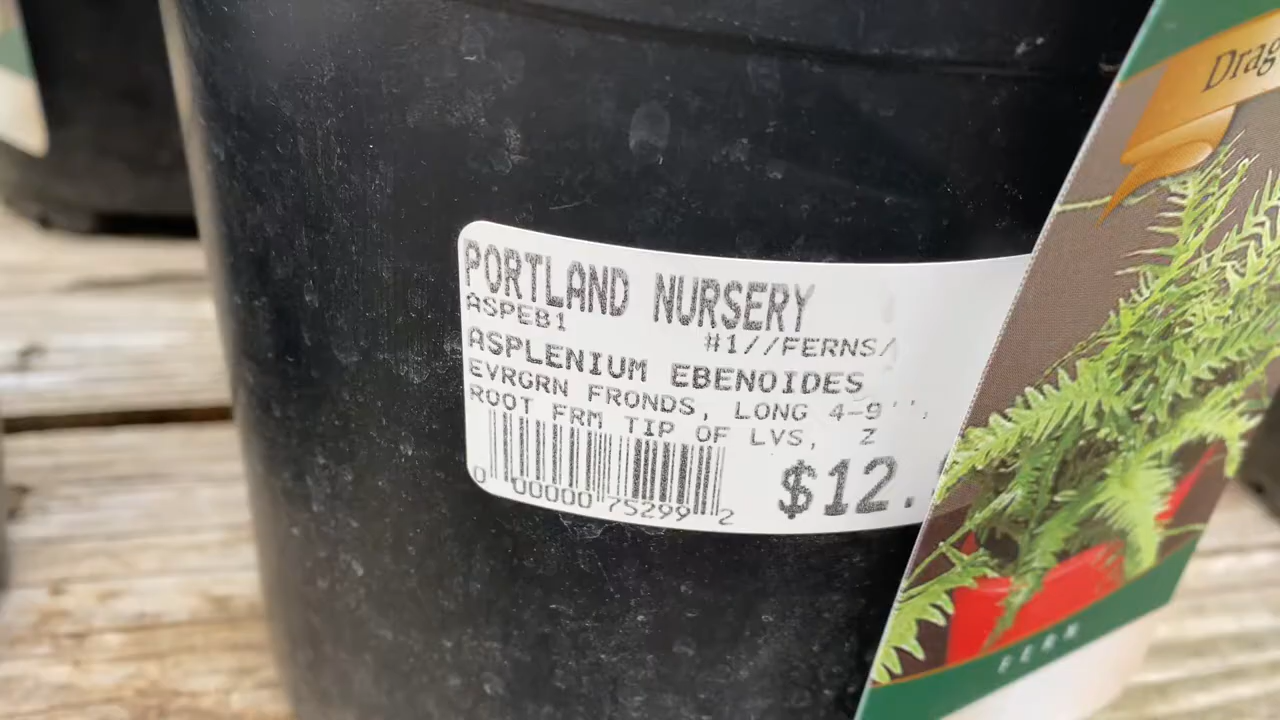 PORTLAND NURSERY
ASPEB1
#1//FERNS/
ASPLENIUM EBENOIDES
EVRGRN FRONDS, LONG 4-9'',
ROOT FRM TIP OF LVS, Z
$12.
0 00000 75299 2
Drag
FERN